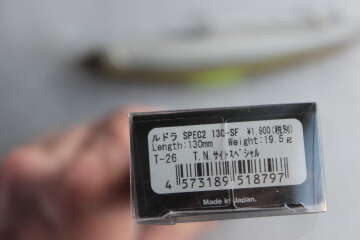 ルドラ SPEC2 130-SF ¥1,900(税別)
Length:130mm Weight:19.5g
T-26 T.N.サイトスペシャル
4 573189 518797
Made in Japan.